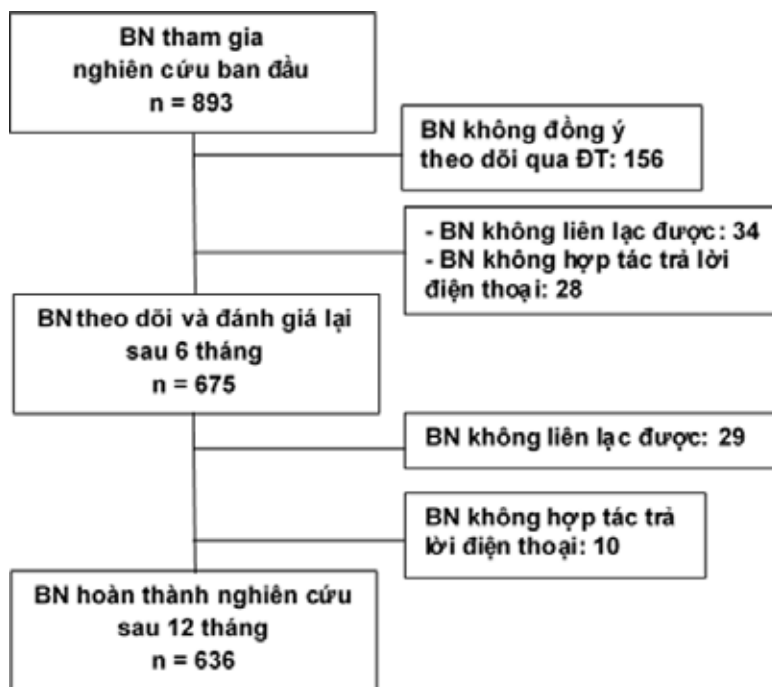 BN tham gia
nghiên cứu ban đầu
n = 893
BN không đồng ý
theo dõi qua ĐT: 156
- BN không liên lạc được: 34
- BN không hợp tác trả lời
điện thoại: 28
BN theo dõi và đánh giá lại
sau 6 tháng
n = 675
BN không liên lạc được: 29
BN không hợp tác trả
lời điện thoại: 10
BN hoàn thành nghiên cứu
sau 12 tháng
n = 636